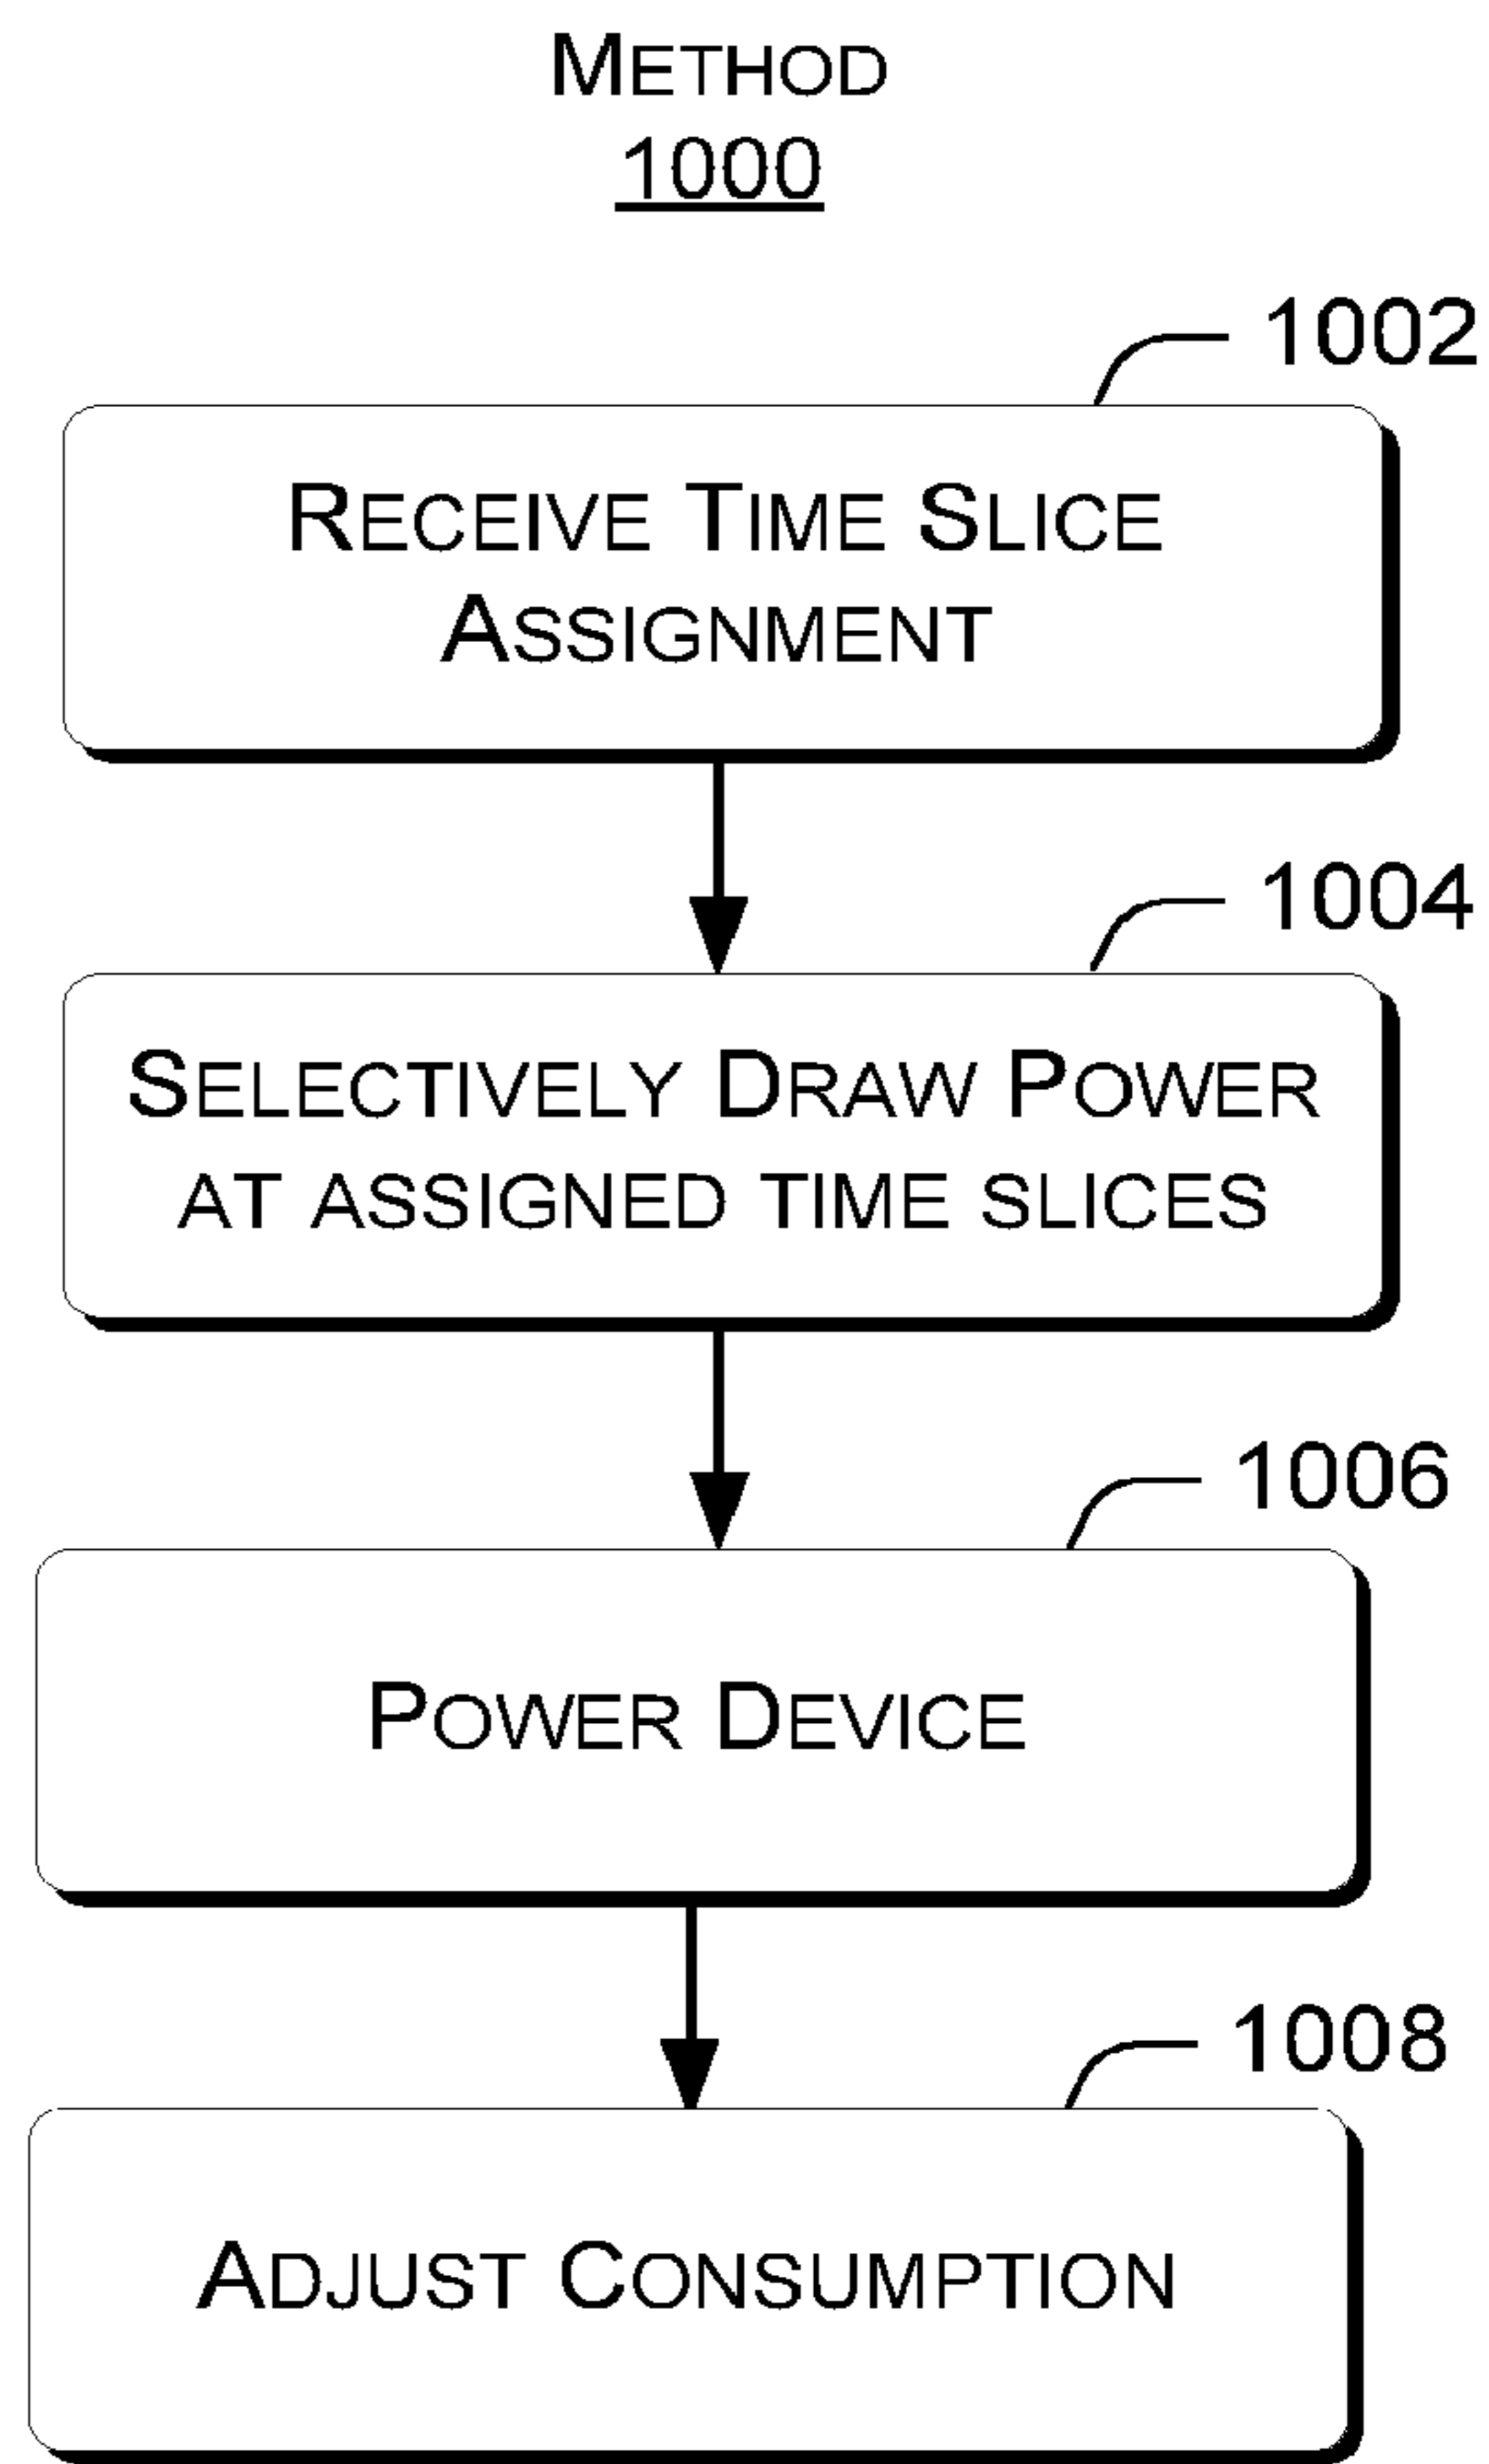 METHOD
1000
1002
RECEIVE TIME SLICE
ASSIGNMENT
1004
SELECTIVELY DRAW POWER
AT ASSIGNED TIME SLICES
1006
POWER DEVICE
1008
ADJUST CONSUMPTION